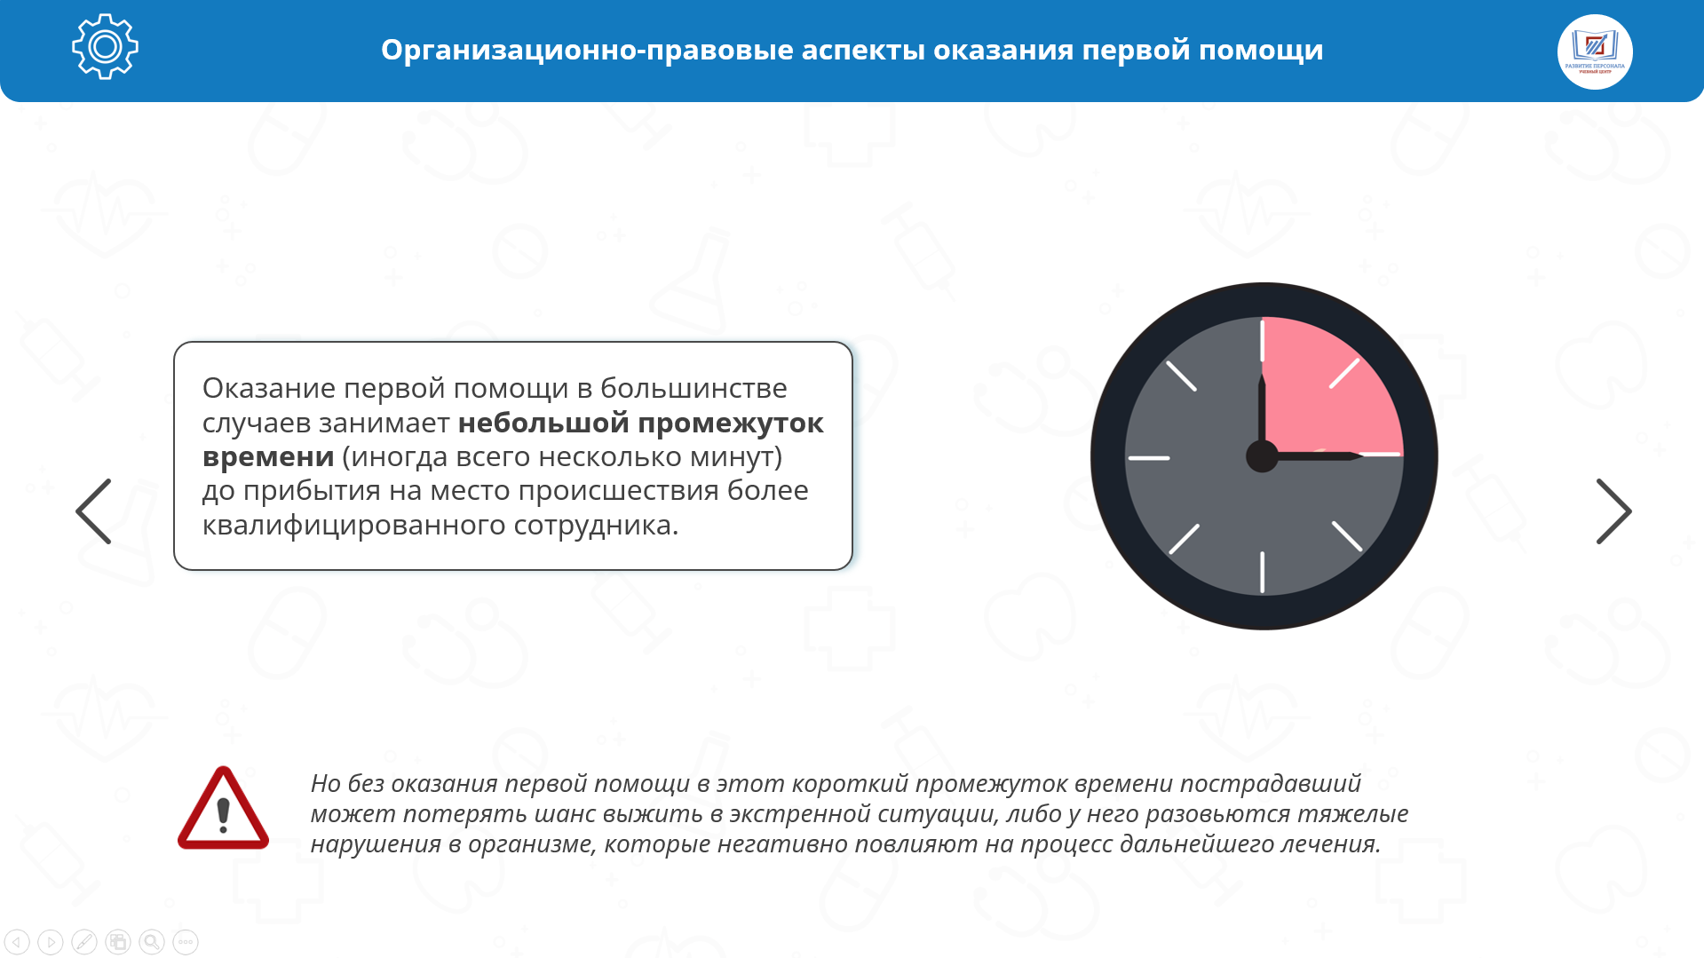 Организационно-правовые аспекты оказания первой помощи
РАЗВИТИЕ ПЕРСОНАЛА
УЧЕБНЫЙ ЦЕНТР
Оказание первой помощи в большинстве
случаев занимает небольшой промежуток
времени (иногда всего несколько минут)
до прибытия на место происшествия более
квалифицированного сотрудника.
Но без оказания первой помощи в этот короткий промежуток времени пострадавший
может потерять шанс выжить в экстренной ситуации, либо у него разовьются тяжелые
нарушения в организме, которые негативно повлияют на процесс дальнейшего лечения.